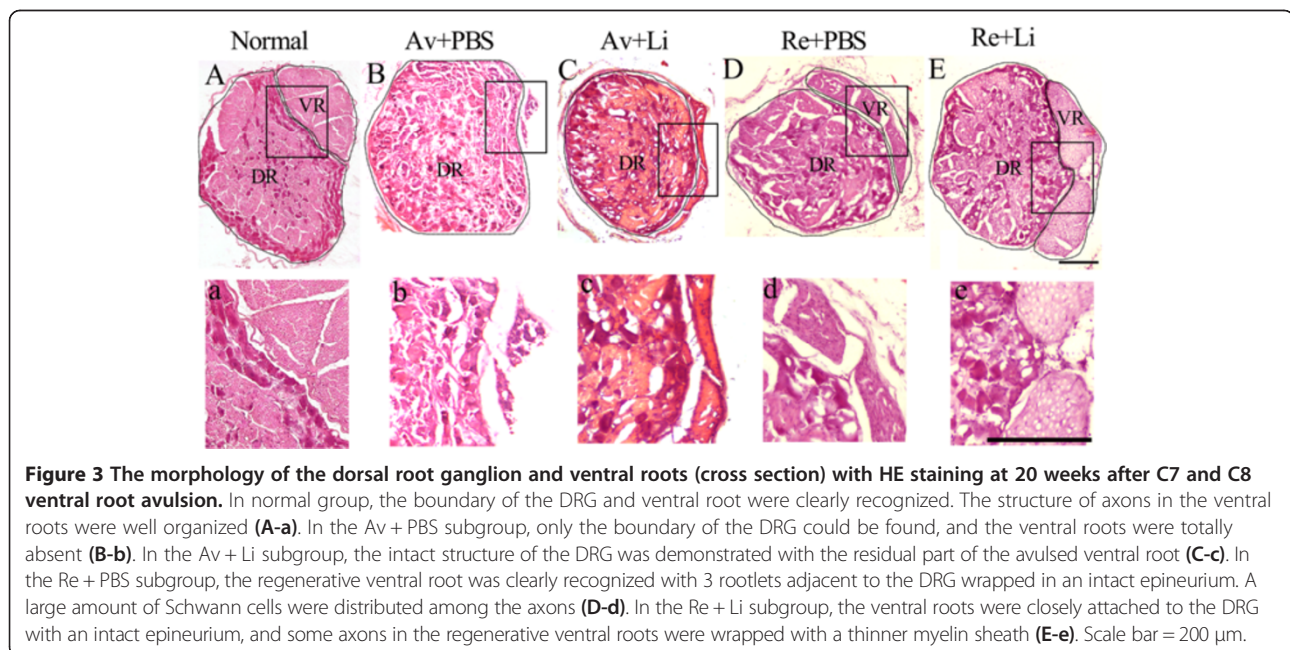 Normal Av+PBS Av+Li Re+PBS Re+Li
A B C D E
VR VR VR
DR DR DR DR DR
a b c d e
Figure 3 The morphology of the dorsal root ganglion and ventral roots (cross section) with HE staining at 20 weeks after C7 and C8
ventral root avulsion. In normal group, the boundary of the DRG and ventral root were clearly recognized. The structure of axons in the ventral
roots were well organized (A-a). In the Av + PBS subgroup, only the boundary of the DRG could be found, and the ventral roots were totally
absent (B-b). In the Av + Li subgroup, the intact structure of the DRG was demonstrated with the residual part of the avulsed ventral root (C-c). In
the Re + PBS subgroup, the regenerative ventral root was clearly recognized with 3 rootlets adjacent to the DRG wrapped in an intact epineurium. A
large amount of Schwann cells were distributed among the axons (D-d). In the Re + Li subgroup, the ventral roots were closely attached to the DRG
with an intact epineurium, and some axons in the regenerative ventral roots were wrapped with a thinner myelin sheath (E-e). Scale bar = 200 μm.